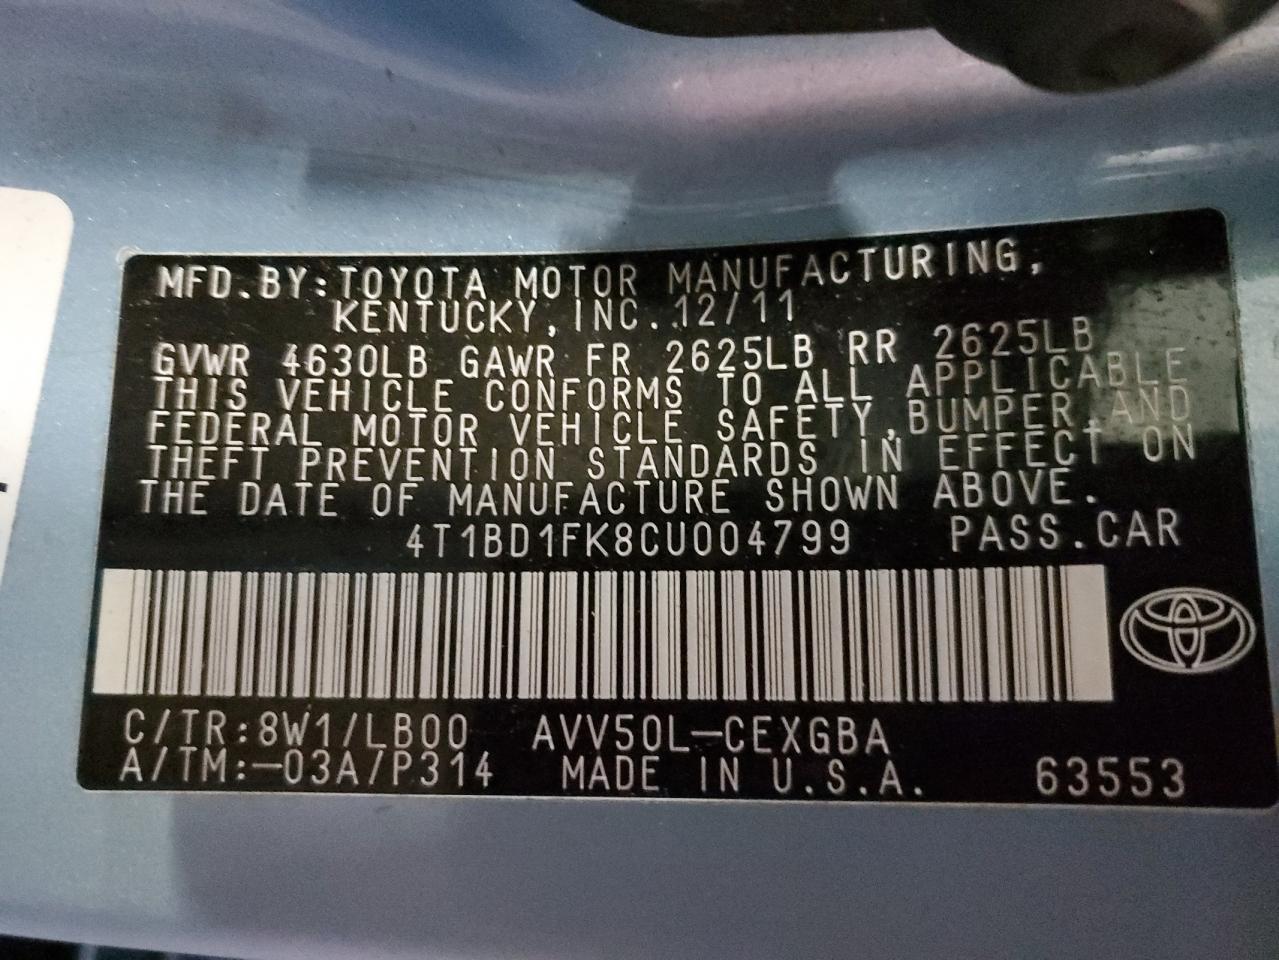 MFD.BY:TOYOTA MOTOR MANUFACTURING,
KENTUCKY,INC. 12/11
GVWR 4630LB GAWR FR 2625LB RR 2625LB
THIS VEHICLE CONFORMS TO ALL APPLICABLE
FEDERAL MOTOR VEHICLE SAFETY,BUMPER,AND
THEFT PREVENTION STANDARDS IN EFFECT ON
THE DATE OF MANUFACTURE SHOWN ABOVE.
4T1BD1FK8CU004799 PASS.CAR
C/TR:8W1/LB00 AVV50L-CEXGBA
A/TM:-03A/P314 MADE IN U.S.A. 63553